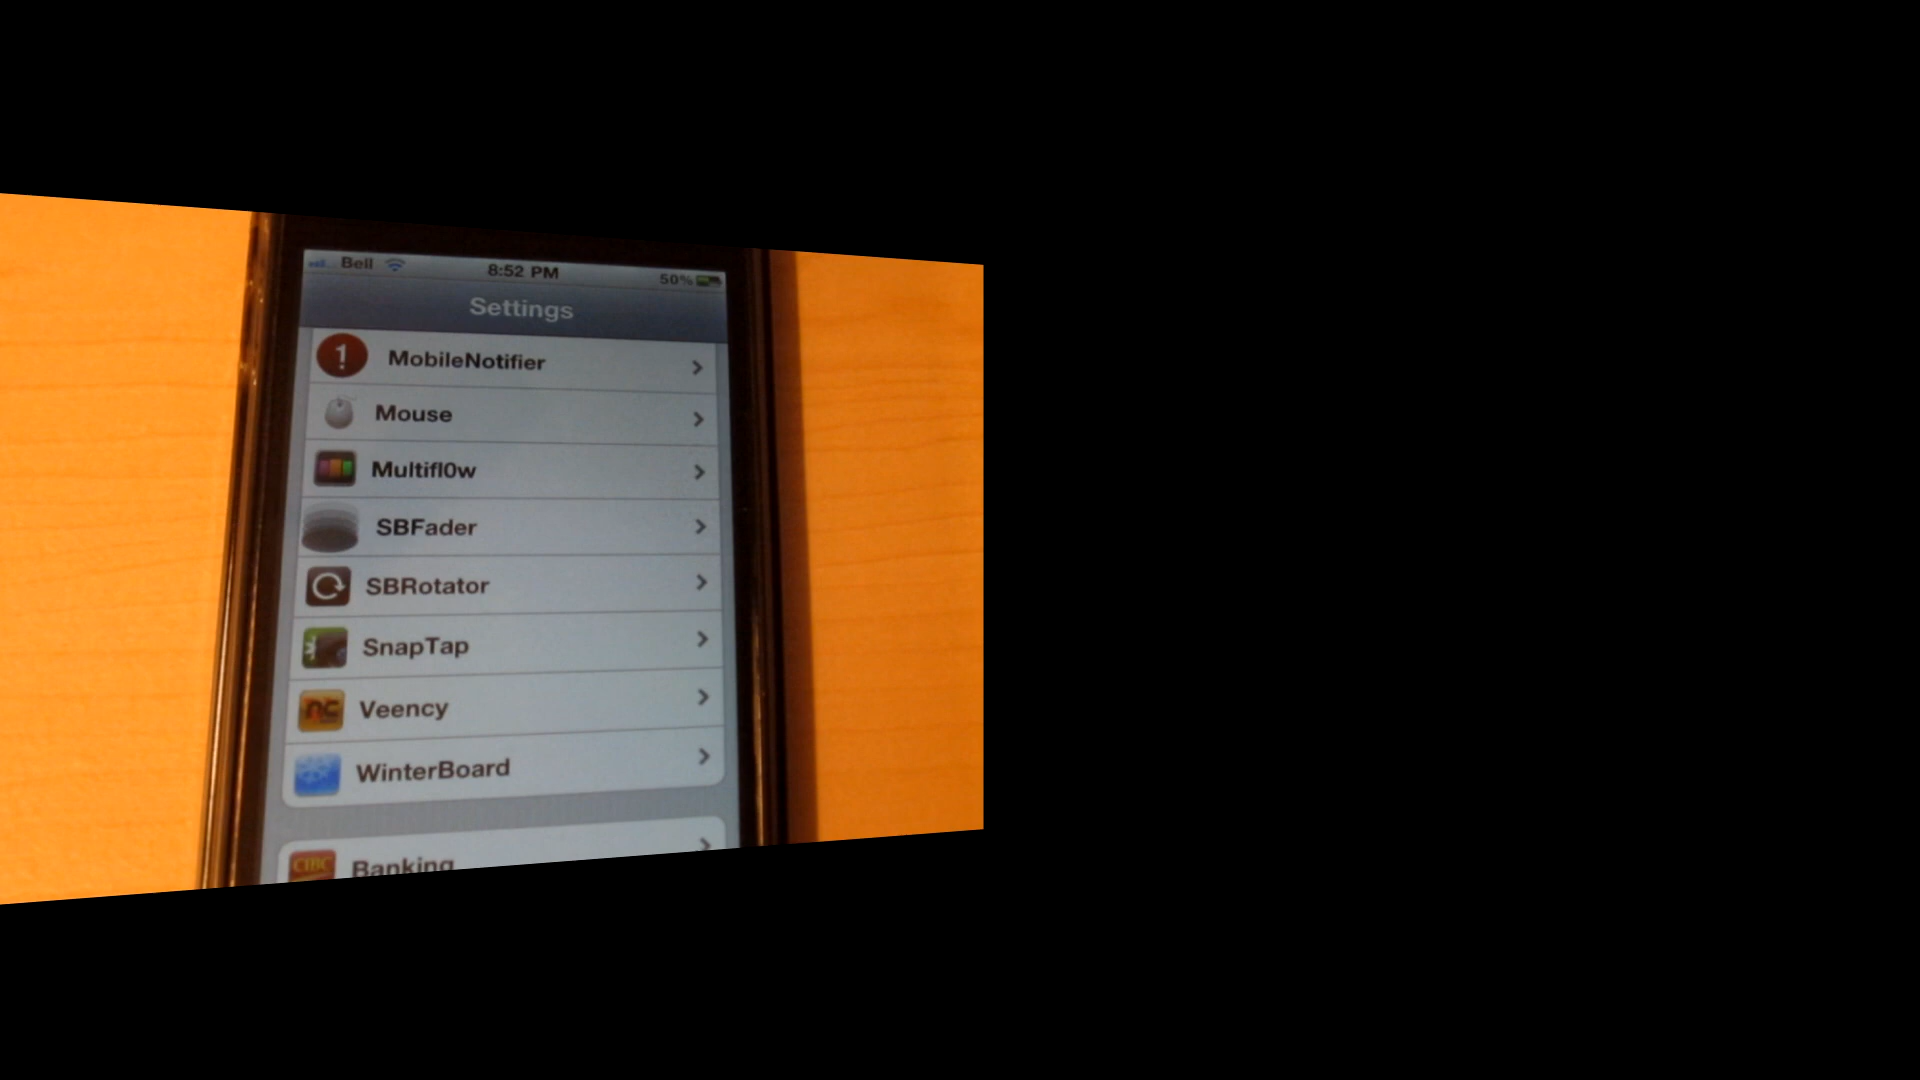 Bell 8:52 PM 50%
Settings
MobileNotifier
Mouse
Multifl0w
SBFader
SBRotator
SnapTap
Veency
WinterBoard
CIBC Banking